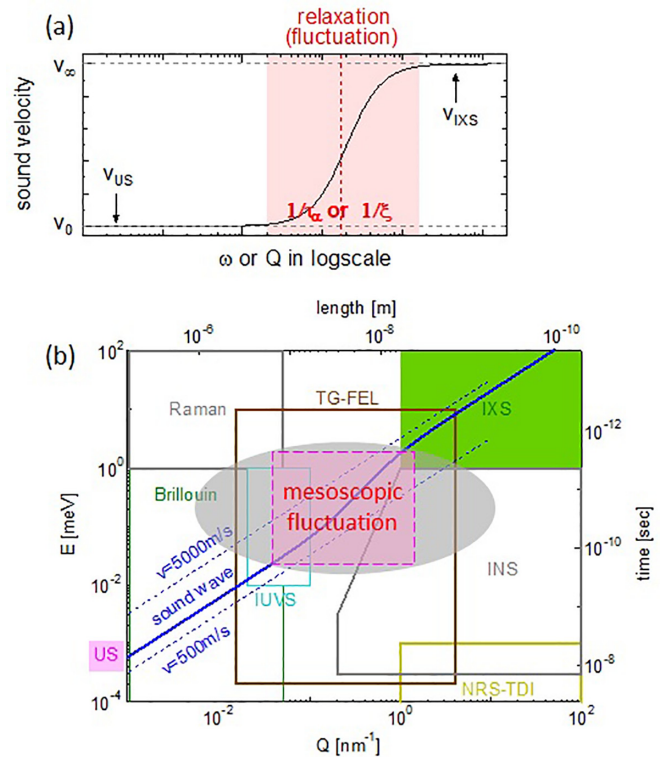 (a)
relaxation
(fluctuation)
sound velocity
v∞
v0
vUS
vIXS
1/τα or 1/ξ
ω or Q in logscale
(b)
length [m]
10^-6
10^-8
10^-10
E [meV]
10^2
10^0
10^-2
10^-4
Raman
TG-FEL
IXS
Brillouin
mesoscopic
fluctuation
v=5000m/s
sound wave
v=500m/s
IUVS
INS
US
NRS-TDI
time [sec]
10^-12
10^-10
10^-8
10^-2
10^0
10^2
Q [nm^-1]